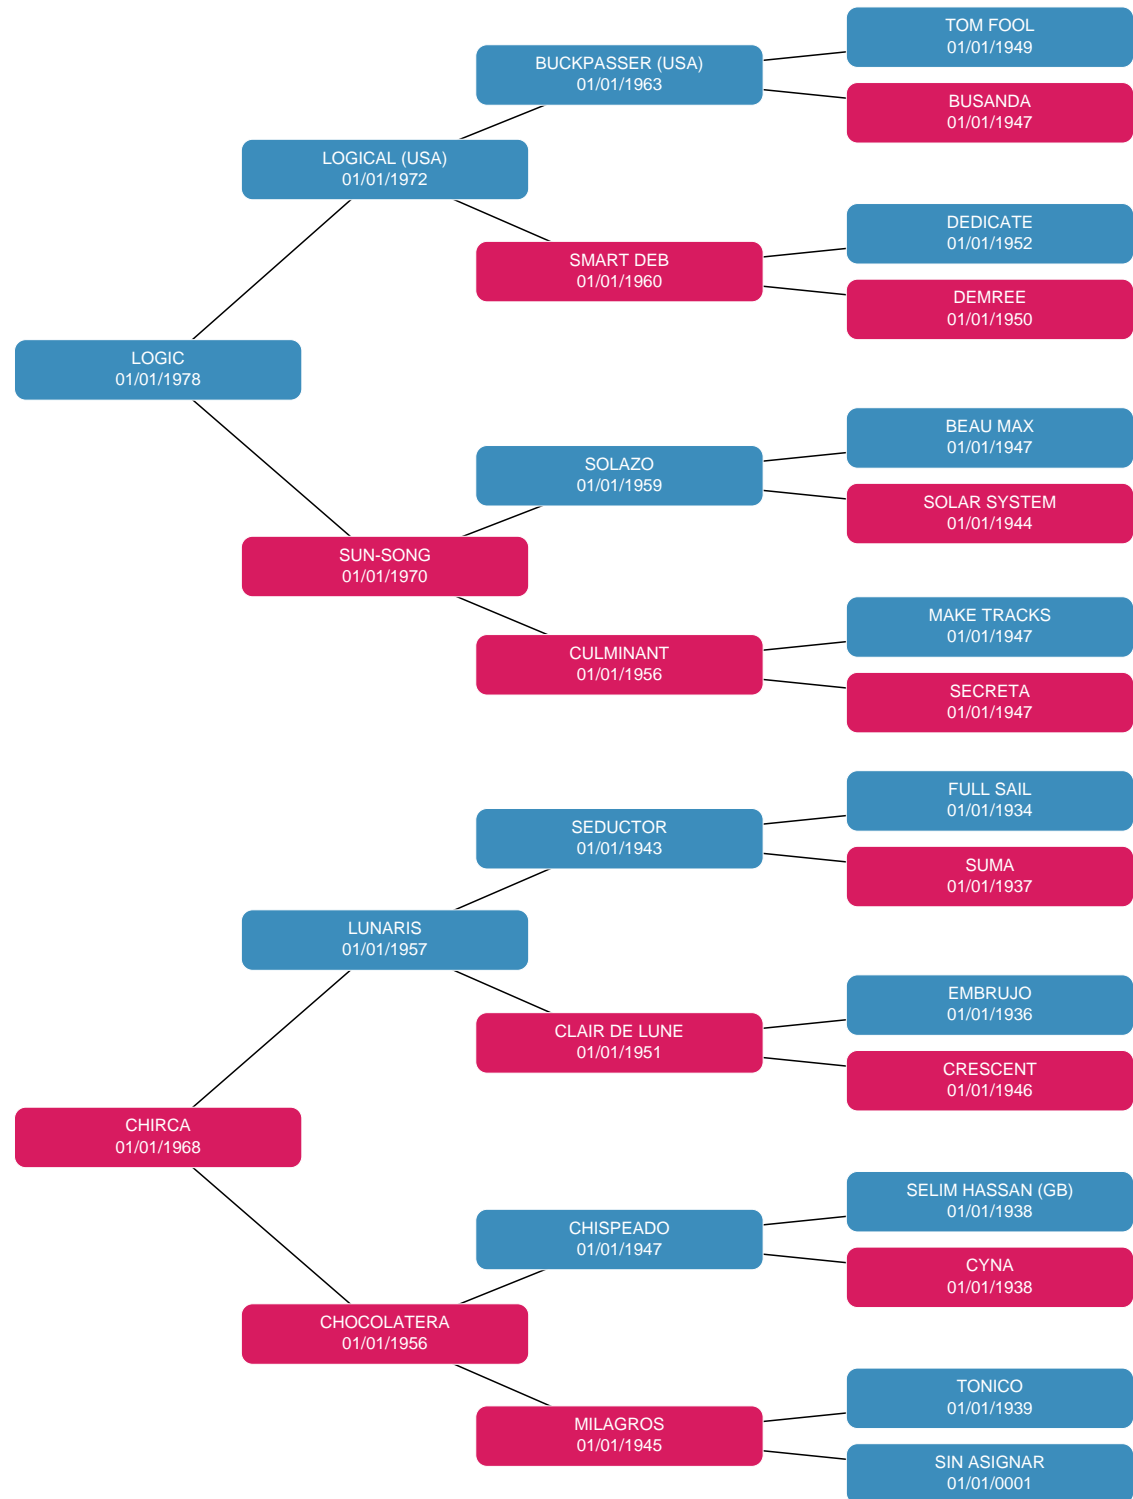 TOM FOOL
01/01/1949
BUCKPASSER (USA)
01/01/1963
BUSANDA
01/01/1947
LOGICAL (USA)
01/01/1972
DEDICATE
01/01/1952
SMART DEB
01/01/1960
DEMREE
01/01/1950
LOGIC
01/01/1978
BEAU MAX
01/01/1947
SOLAZO
01/01/1959
SOLAR SYSTEM
01/01/1944
SUN-SONG
01/01/1970
MAKE TRACKS
01/01/1947
CULMINANT
01/01/1956
SECRETA
01/01/1947
FULL SAIL
01/01/1934
SEDUCTOR
01/01/1943
SUMA
01/01/1937
LUNARIS
01/01/1957
EMBRUJO
01/01/1936
CLAIR DE LUNE
01/01/1951
CRESCENT
01/01/1946
CHIRCA
01/01/1968
SELIM HASSAN (GB)
01/01/1938
CHISPEADO
01/01/1947
CYNA
01/01/1938
CHOCOLATERA
01/01/1956
TONICO
01/01/1939
MILAGROS
01/01/1945
SIN ASIGNAR
01/01/0001